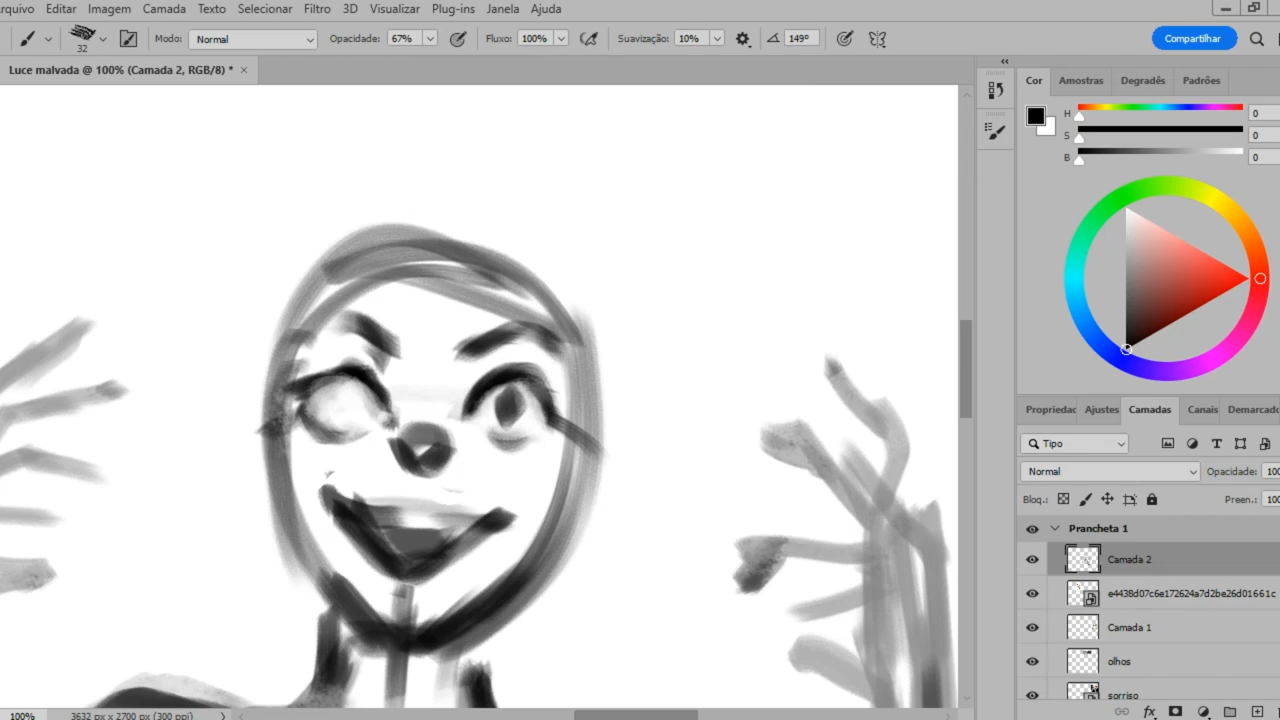 rquivo Editar Imagem Camada Texto Selecionar Filtro 3D Visualizar Plug-ins Janela Ajuda
32 Modo: Normal Opacidade: 67% Fluxo: 100% Suavização: 10% 149º Compartilhar
Luce malvada @ 100% (Camada 2, RGB/8) * ×
Cor Amostras Degradês Padrões
H 0
S 0
B 0
Propriedac Ajustes Camadas Canais Demarcado
Tipo
Normal Opacidade: 100
Bloq.: Preen.: 100
Prancheta 1
Camada 2
e4438d07c6e172624a7d2be26d01661c
Camada 1
olhos
sorriso
fx
100% 3632 px x 2700 px (300 ppi)